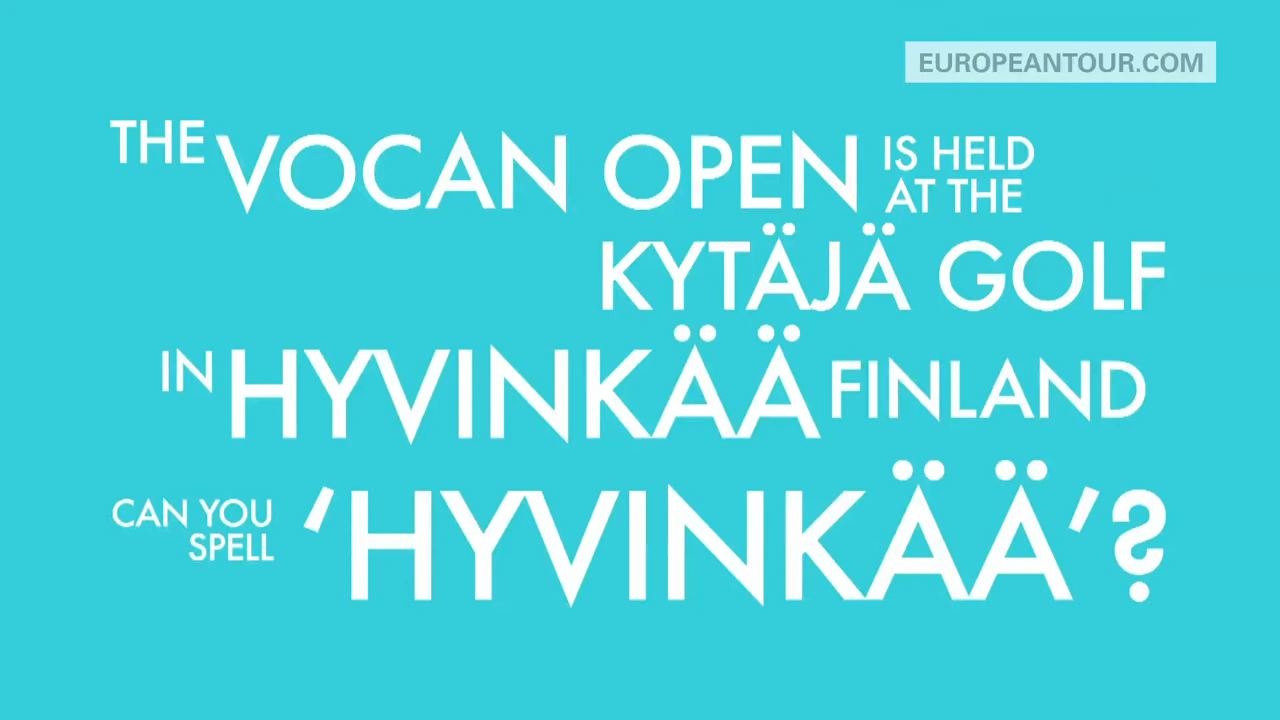 EUROPEANTOUR.COM
THE VOCAN OPEN IS HELD AT THE
KYTÄJÄ GOLF
IN HYVINKÄÄ FINLAND
CAN YOU SPELL 'HYVINKÄÄ'?